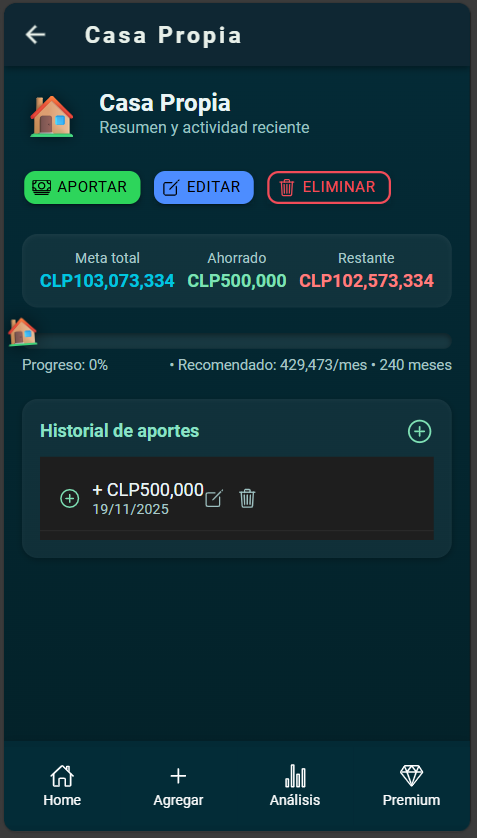 Casa Propia
Casa Propia
Resumen y actividad reciente
APORTAR EDITAR ELIMINAR
Meta total Ahorrado Restante
CLP103,073,334 CLP500,000 CLP102,573,334
Progreso: 0% • Recomendado: 429,473/mes • 240 meses
Historial de aportes
+ CLP500,000
19/11/2025
Home Agregar Análisis Premium